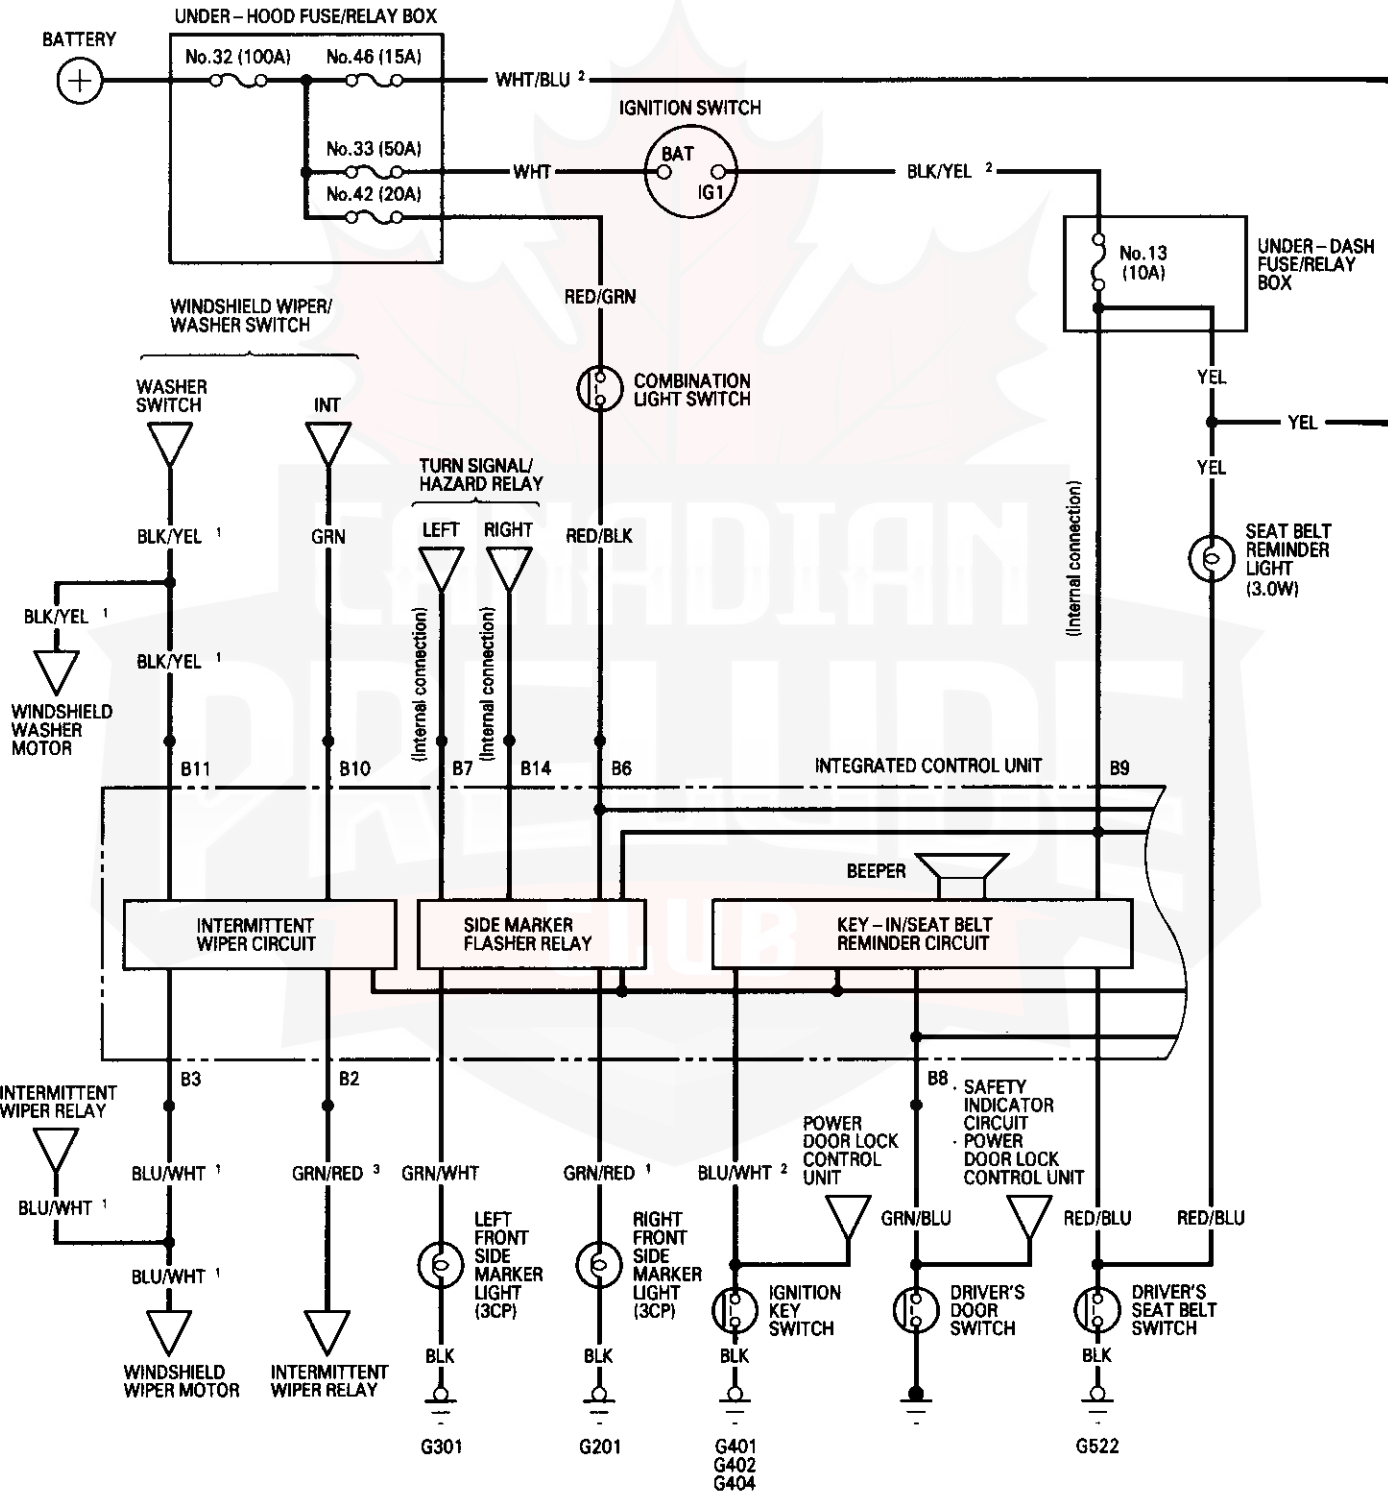 UNDER – HOOD FUSE/RELAY BOX
BATTERY
No.32 (100A)
No.46 (15A)
WHT/BLU 2
IGNITION SWITCH
No.33 (50A)
WHT
BAT
IG1
BLK/YEL 2
No.42 (20A)
No.13
(10A)
UNDER – DASH
FUSE/RELAY
BOX
RED/GRN
WINDSHIELD WIPER/
WASHER SWITCH
WASHER
SWITCH
INT
COMBINATION
LIGHT SWITCH
YEL
YEL
YEL
TURN SIGNAL/
HAZARD RELAY
LEFT
RIGHT
BLK/YEL 1
GRN
RED/BLK
(Internal connection)
SEAT BELT
REMINDER
LIGHT
(3.0W)
BLK/YEL 1
BLK/YEL 1
(Internal connection)
(Internal connection)
WINDSHIELD
WASHER
MOTOR
CANADIAN
PRELUDE
CLUB
B11
B10
B7
B14
B6
INTEGRATED CONTROL UNIT
B9
BEEPER
INTERMITTENT
WIPER CIRCUIT
SIDE MARKER
FLASHER RELAY
KEY – IN/SEAT BELT
REMINDER CIRCUIT
B3
B2
B8
INTERMITTENT
WIPER RELAY
· SAFETY
INDICATOR
CIRCUIT
· POWER
DOOR LOCK
CONTROL UNIT
POWER
DOOR LOCK
CONTROL
UNIT
BLU/WHT 1
GRN/RED 3
GRN/WHT
GRN/RED 1
BLU/WHT 2
BLU/WHT 1
GRN/BLU
RED/BLU
RED/BLU
LEFT
FRONT
SIDE
MARKER
LIGHT
(3CP)
RIGHT
FRONT
SIDE
MARKER
LIGHT
(3CP)
BLU/WHT 1
IGNITION
KEY
SWITCH
DRIVER'S
DOOR
SWITCH
DRIVER'S
SEAT BELT
SWITCH
WINDSHIELD
WIPER MOTOR
INTERMITTENT
WIPER RELAY
BLK
BLK
BLK
BLK
G301
G201
G401
G402
G404
G522